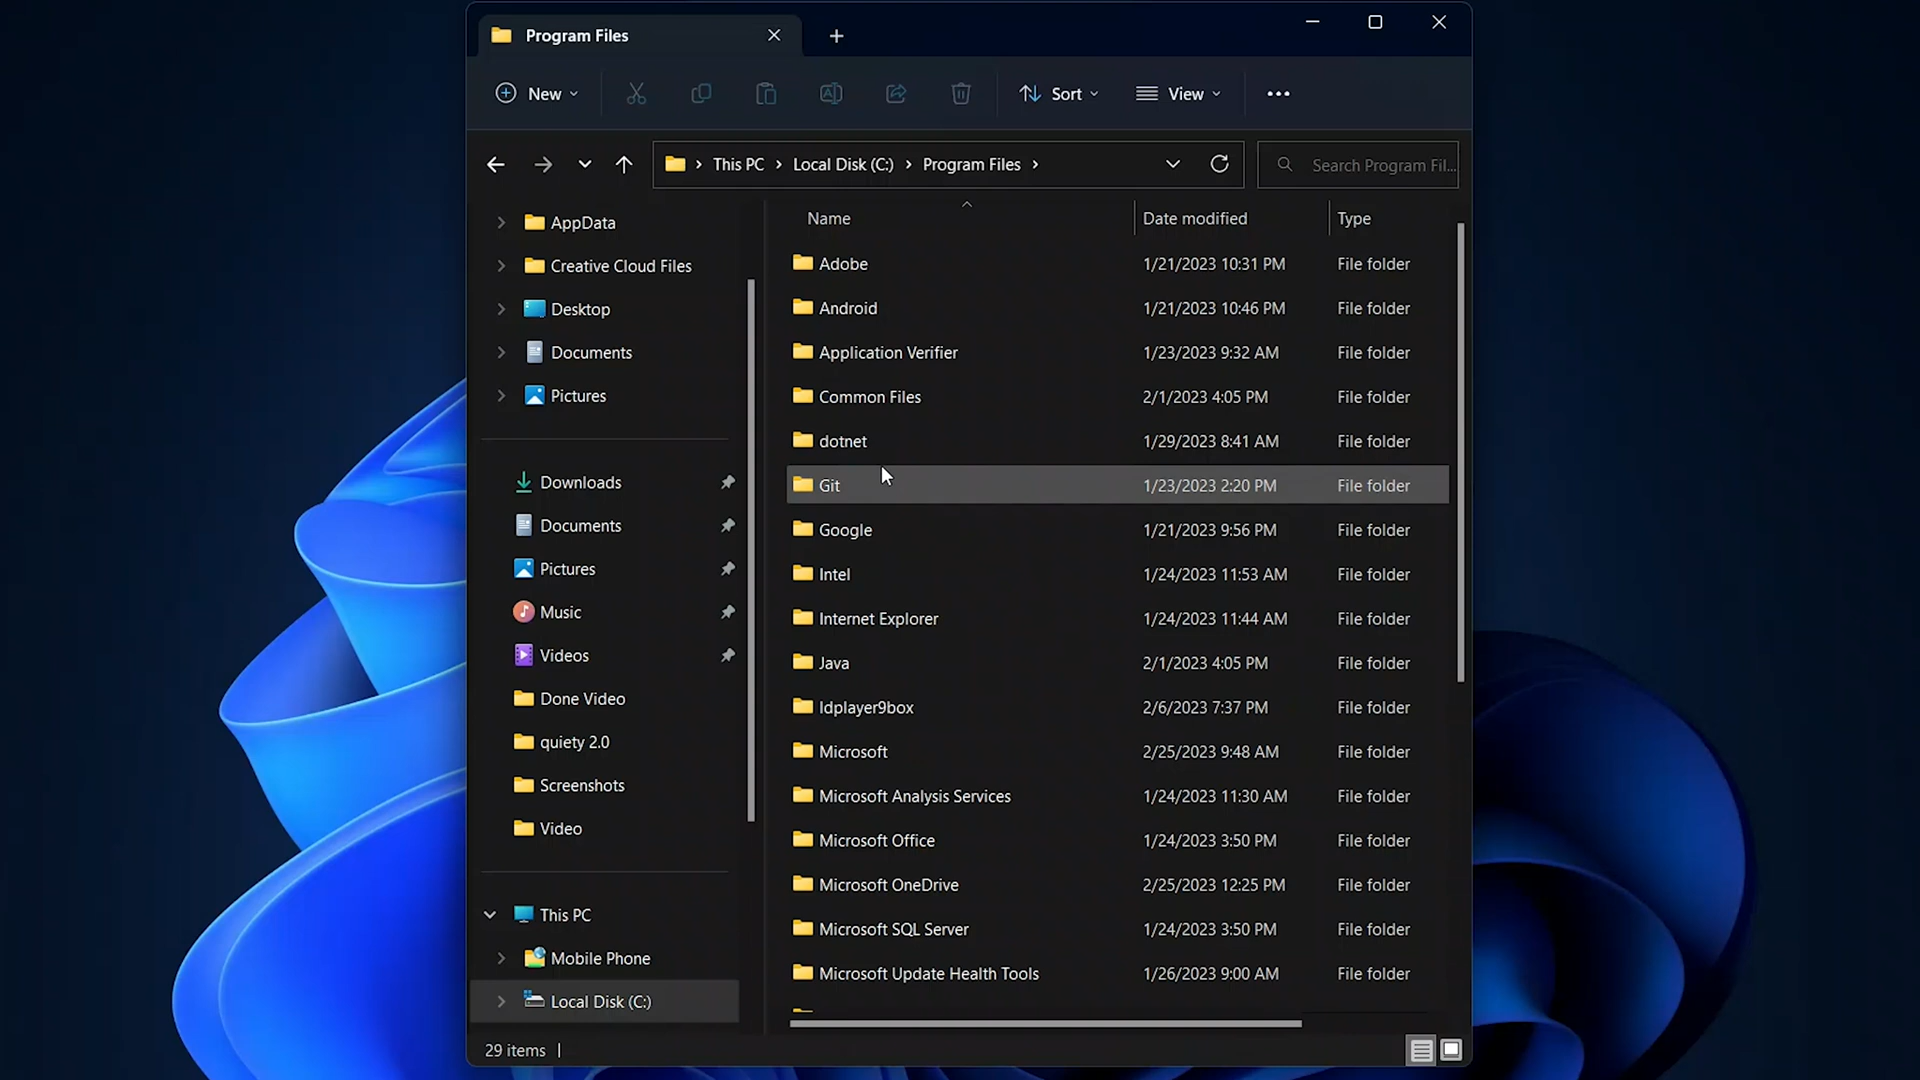 Program Files
New
Sort
View
This PC
Local Disk (C:)
Program Files
Search Program Fil...
AppData
Creative Cloud Files
Desktop
Documents
Pictures
Downloads
Documents
Pictures
Music
Videos
Done Video
quiety 2.0
Screenshots
Video
This PC
Mobile Phone
Local Disk (C:)
Name Date modified Type
Adobe 1/21/2023 10:31 PM File folder
Android 1/21/2023 10:46 PM File folder
Application Verifier 1/23/2023 9:32 AM File folder
Common Files 2/1/2023 4:05 PM File folder
dotnet 1/29/2023 8:41 AM File folder
Git 1/23/2023 2:20 PM File folder
Google 1/21/2023 9:56 PM File folder
Intel 1/24/2023 11:53 AM File folder
Internet Explorer 1/24/2023 11:44 AM File folder
Java 2/1/2023 4:05 PM File folder
ldplayer9box 2/6/2023 7:37 PM File folder
Microsoft 2/25/2023 9:48 AM File folder
Microsoft Analysis Services 1/24/2023 11:30 AM File folder
Microsoft Office 1/24/2023 3:50 PM File folder
Microsoft OneDrive 2/25/2023 12:25 PM File folder
Microsoft SQL Server 1/24/2023 3:50 PM File folder
Microsoft Update Health Tools 1/26/2023 9:00 AM File folder
29 items